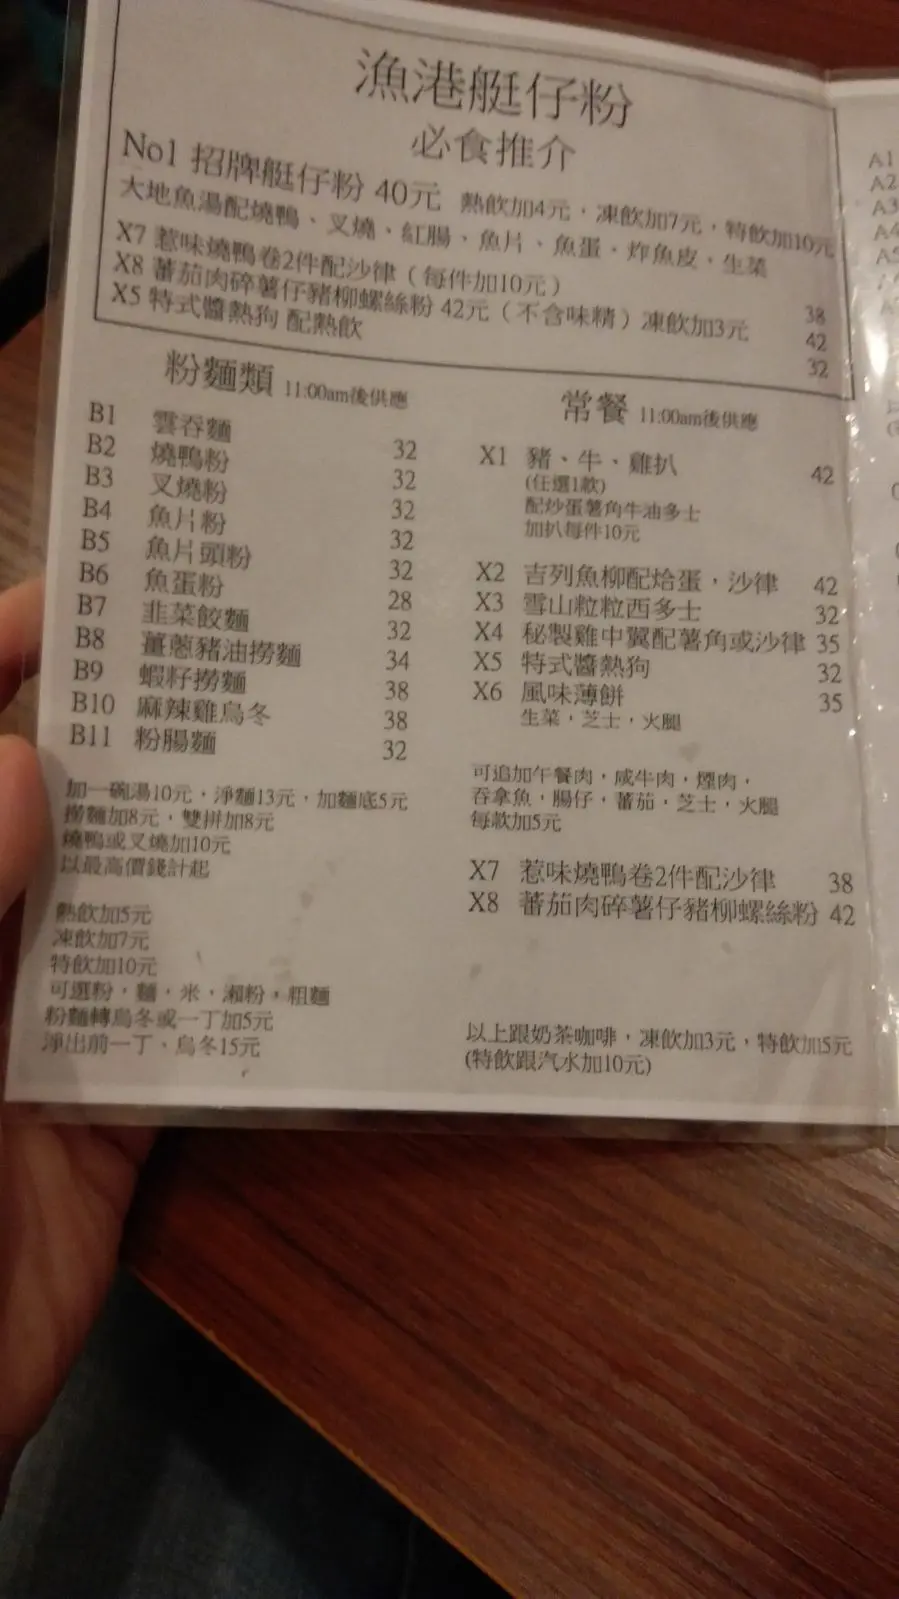 漁港艇仔粉
必食推介
No1 招牌艇仔粉 40元 熱飲加4元，凍飲加7元，特飲加10元
大地魚湯配燒鴨、叉燒、紅腸、魚片、魚蛋．炸魚皮．生菜
X7 惹味燒鴨卷2件配沙律（每件加10元） 38
X8 蕃茄肉碎薯仔豬柳螺絲粉 42元（不含味精）凍飲加3元 42
X5 特式醬熱狗 配熱飲 32
粉麵類 11:00am後供應
B1 雲吞麵 32
B2 燒鴨粉 32
B3 叉燒粉 32
B4 魚片粉 32
B5 魚片頭粉 32
B6 魚蛋粉 28
B7 韭菜餃麵 32
B8 薑蔥豬油撈麵 34
B9 蝦籽撈麵 38
B10 麻辣雞烏冬 38
B11 粉腸麵 32
加一碗湯10元，淨麵13元，加麵底5元
撈麵加8元，雙拼加8元
燒鴨或叉燒加10元
以最高價錢計起
熱飲加5元
凍飲加7元
特飲加10元
可選粉，麵，米，瀨粉，粗麵
粉麵轉烏冬或一丁加5元
淨出前一丁、烏冬15元
常餐 11:00am後供應
X1 豬、牛、雞扒 42
(任選1款)
配炒蛋薯角牛油多士
加扒每件10元
X2 吉列魚柳配烚蛋，沙律 42
X3 雪山粒粒西多士 32
X4 秘製雞中翼配薯角或沙律 35
X5 特式醬熱狗 32
X6 風味薄餅 35
生菜，芝士，火腿
可追加午餐肉，咸牛肉，煙肉，
吞拿魚，腸仔，蕃茄，芝士，火腿
每款加5元
X7 惹味燒鴨卷2件配沙律 38
X8 蕃茄肉碎薯仔豬柳螺絲粉 42
以上跟奶茶咖啡，凍飲加3元，特飲加5元
(特飲跟汽水加10元)
A1
A2
A3
A4
A5